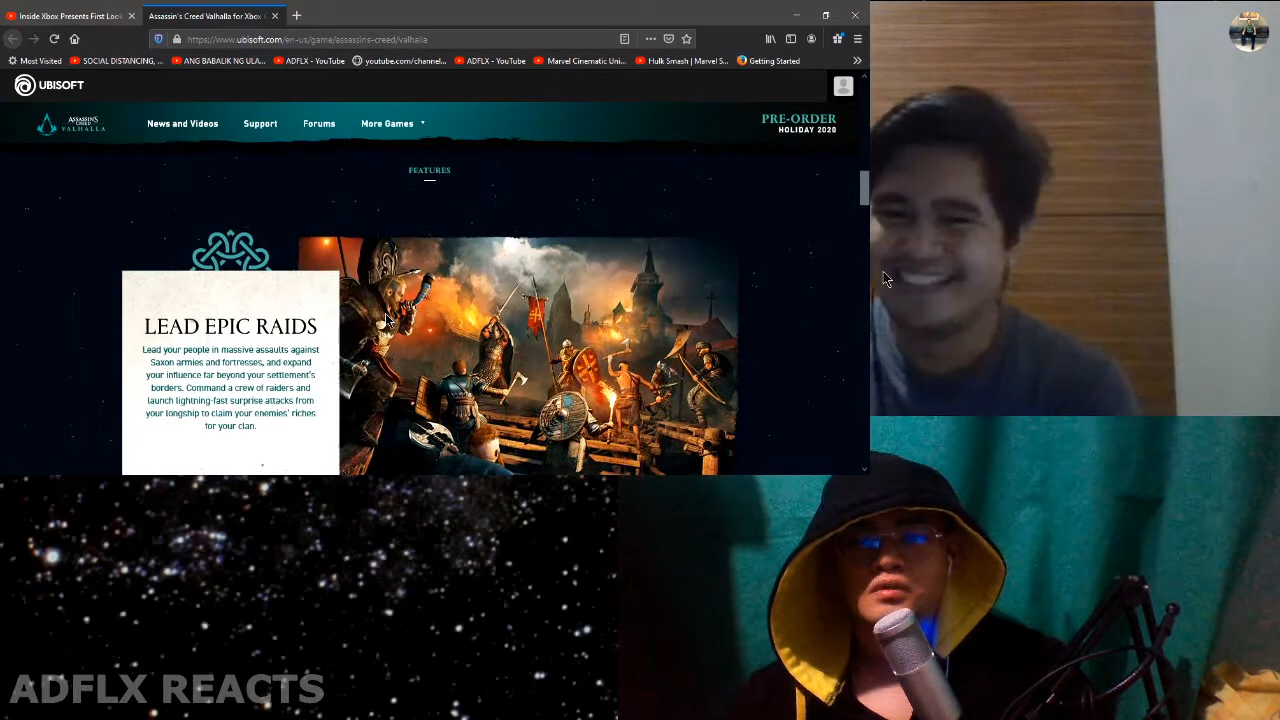 Inside Xbox Presents First Look
Assassin's Creed Valhalla for Xbox
https://www.ubisoft.com/en-us/game/assassins-creed/valhalla
Most Visited
SOCIAL DISTANCING, ...
ANG BABALIK NG ULA...
ADFLX - YouTube
youtube.com/channel...
ADFLX - YouTube
Marvel Cinematic Uni...
Hulk Smash | Marvel S...
Getting Started
UBISOFT
ASSASSIN'S
CREED
VALHALLA
News and Videos
Support
Forums
More Games
PRE-ORDER
HOLIDAY 2020
FEATURES
LEAD EPIC RAIDS
Lead your people in massive assaults against
Saxon armies and fortresses, and expand
your influence far beyond your settlement's
borders. Command a crew of raiders and
launch lightning-fast surprise attacks from
your longship to claim your enemies' riches
for your clan.
ADFLX REACTS